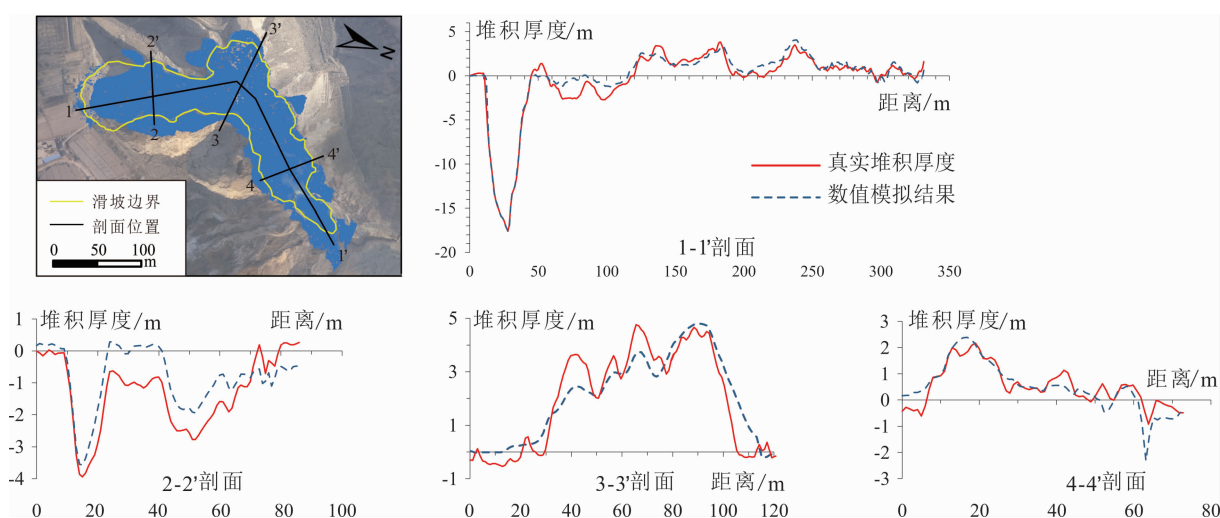 2'
3'
N
1
2
3
4'
4
1'
滑坡边界
剖面位置
0 50 100
m
堆积厚度/m
5
0
-5
-10
-15
-20
距离/m
真实堆积厚度
数值模拟结果
1-1'剖面
0 50 100 150 200 250 300 350
堆积厚度/m
距离/m
1
0
-1
-2
-3
-4
2-2'剖面
0 20 40 60 80 100
堆积厚度/m
5
3
1
-1
3-3'剖面
距离/m
0 20 40 60 80 100 120
堆积厚度/m
3
2
1
0
-1
-2
-3
距离/m
4-4'剖面
0 20 40 60 80